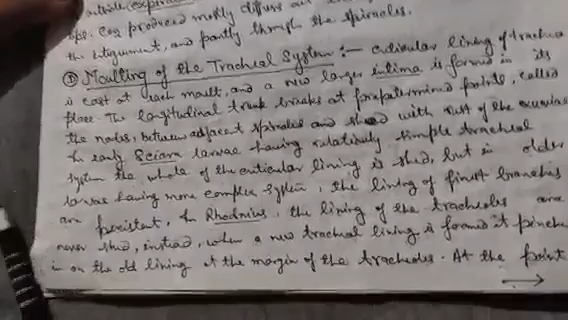 ops. CO2 produced mostly diffuse out
the integument, and partly through the spiracles.
Moulting of the Tracheal System :- cuticular lining of trachea
is cast at each moult, and a new larger intima is formed in its
place. The longitudinal trunk breaks at predetermined points, called
the nodes, between adjacent spiracles and shed with rest of the exuviae
In early Sciara larvae having relatively simple tracheal
system the whole of the cuticular lining is shed, but in older
larvae having more complex system, the lining of finest branches
are persistent. In Rhodnius, the lining of the tracheoles are
never shed, instead, when a new tracheal lining is formed it pinche
is on the old lining at the margin of the tracheoles. At the point